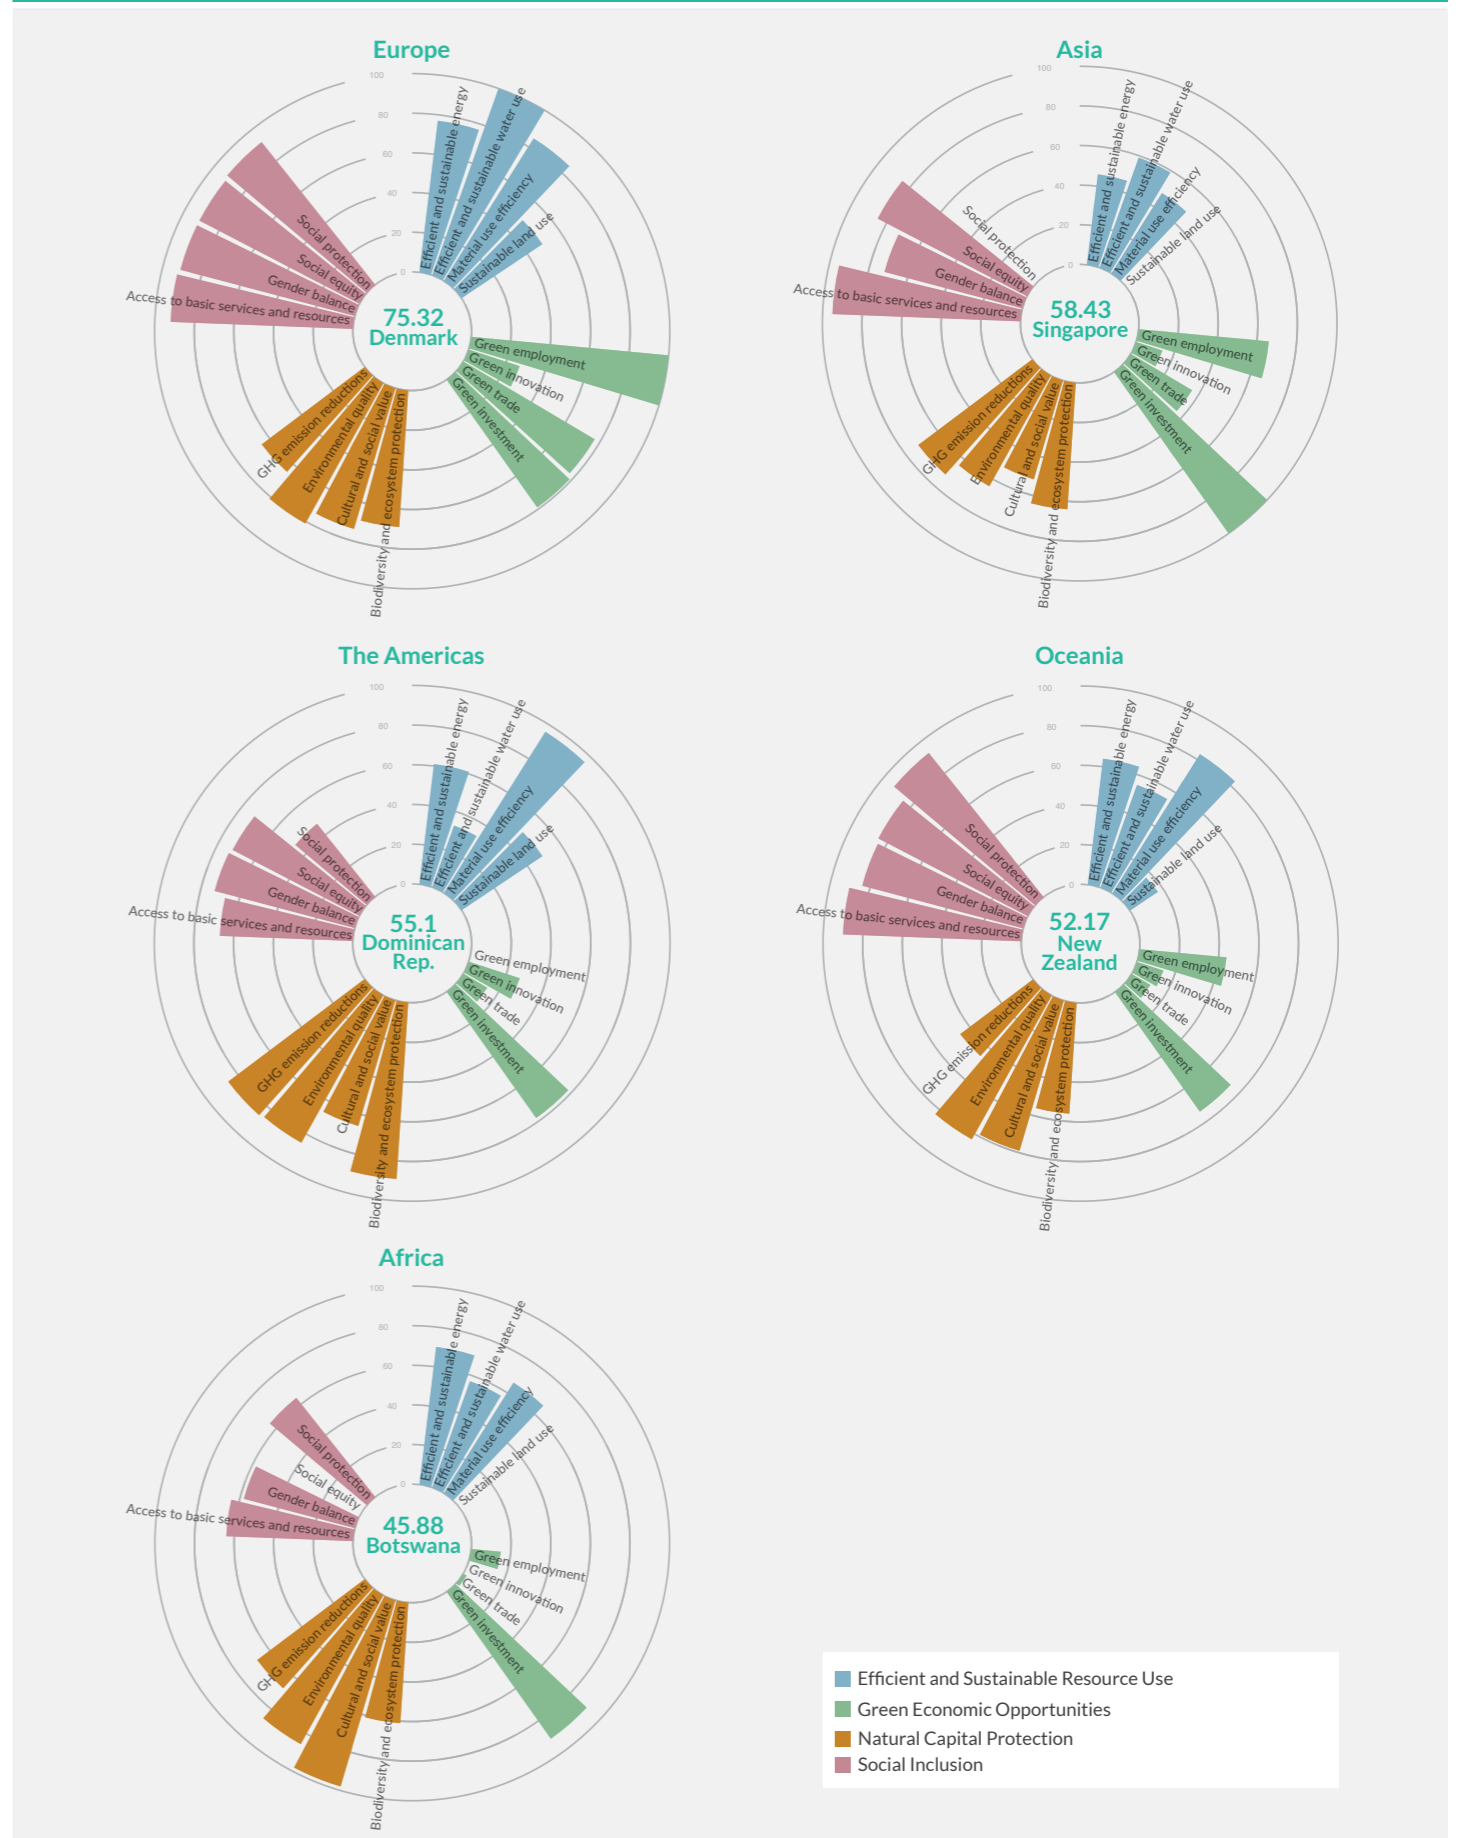 Europe
100
80
60
40
20
0
Efficient and sustainable energy
Efficient and sustainable water use
Material use efficiency
Sustainable land use
Green employment
Green innovation
Green trade
Green investment
Biodiversity and ecosystem protection
Cultural and social value
Environmental quality
GHG emission reductions
Access to basic services and resources
Gender balance
Social equity
Social protection
75.32
Denmark
Asia
100
80
60
40
20
0
Efficient and sustainable energy
Efficient and sustainable water use
Material use efficiency
Sustainable land use
Green employment
Green innovation
Green trade
Green investment
Biodiversity and ecosystem protection
Cultural and social value
Environmental quality
GHG emission reductions
Access to basic services and resources
Gender balance
Social equity
Social protection
58.43
Singapore
The Americas
100
80
60
40
20
0
Efficient and sustainable energy
Efficient and sustainable water use
Material use efficiency
Sustainable land use
Green employment
Green innovation
Green trade
Green investment
Biodiversity and ecosystem protection
Cultural and social value
Environmental quality
GHG emission reductions
Access to basic services and resources
Gender balance
Social equity
Social protection
55.1
Dominican
Rep.
Oceania
100
80
60
40
20
0
Efficient and sustainable energy
Efficient and sustainable water use
Material use efficiency
Sustainable land use
Green employment
Green innovation
Green trade
Green investment
Biodiversity and ecosystem protection
Cultural and social value
Environmental quality
GHG emission reductions
Access to basic services and resources
Gender balance
Social equity
Social protection
52.17
New
Zealand
Africa
100
80
60
40
20
0
Efficient and sustainable energy
Efficient and sustainable water use
Material use efficiency
Sustainable land use
Green employment
Green innovation
Green trade
Green investment
Biodiversity and ecosystem protection
Cultural and social value
Environmental quality
GHG emission reductions
Access to basic services and resources
Gender balance
Social equity
Social protection
45.88
Botswana
Efficient and Sustainable Resource Use
Green Economic Opportunities
Natural Capital Protection
Social Inclusion